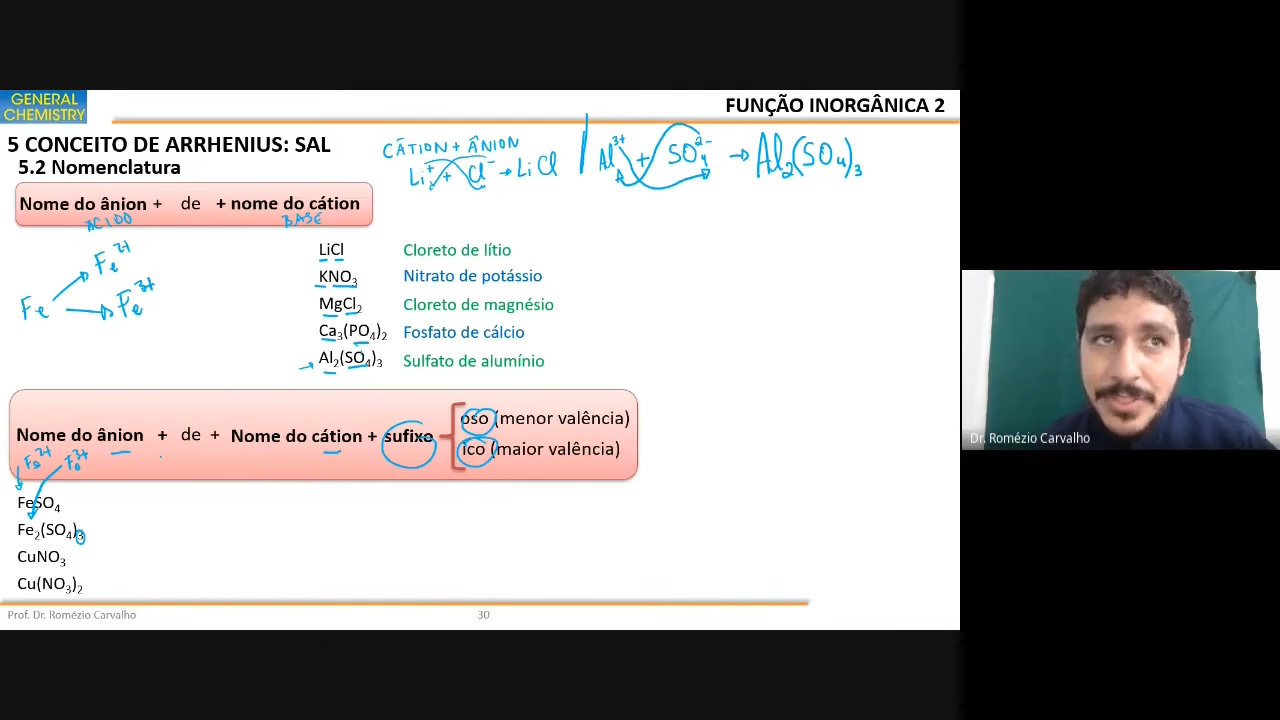 GENERAL
CHEMISTRY
FUNÇÃO INORGÂNICA 2
5 CONCEITO DE ARRHENIUS: SAL
5.2 Nomenclatura
CÁTION + ÂNION
Li⁺ + Cl⁻ → LiCl
Al³⁺ + SO₄²⁻ → Al₂(SO₄)₃
Nome do ânion + de + nome do cátion
ÁCIDO BASE
Fe Fe²⁺
Fe³⁺
LiCl Cloreto de lítio
KNO₃ Nitrato de potássio
MgCl₂ Cloreto de magnésio
Ca₃(PO₄)₂ Fosfato de cálcio
→ Al₂(SO₄)₃ Sulfato de alumínio
oso (menor valência)
Nome do ânion + de + Nome do cátion + sufixo
ico (maior valência)
Fe²⁺ Fe³⁺
FeSO₄
Fe₂(SO₄)₃
CuNO₃
Cu(NO₃)₂
Prof. Dr. Romézio Carvalho 30
Dr. Romézio Carvalho